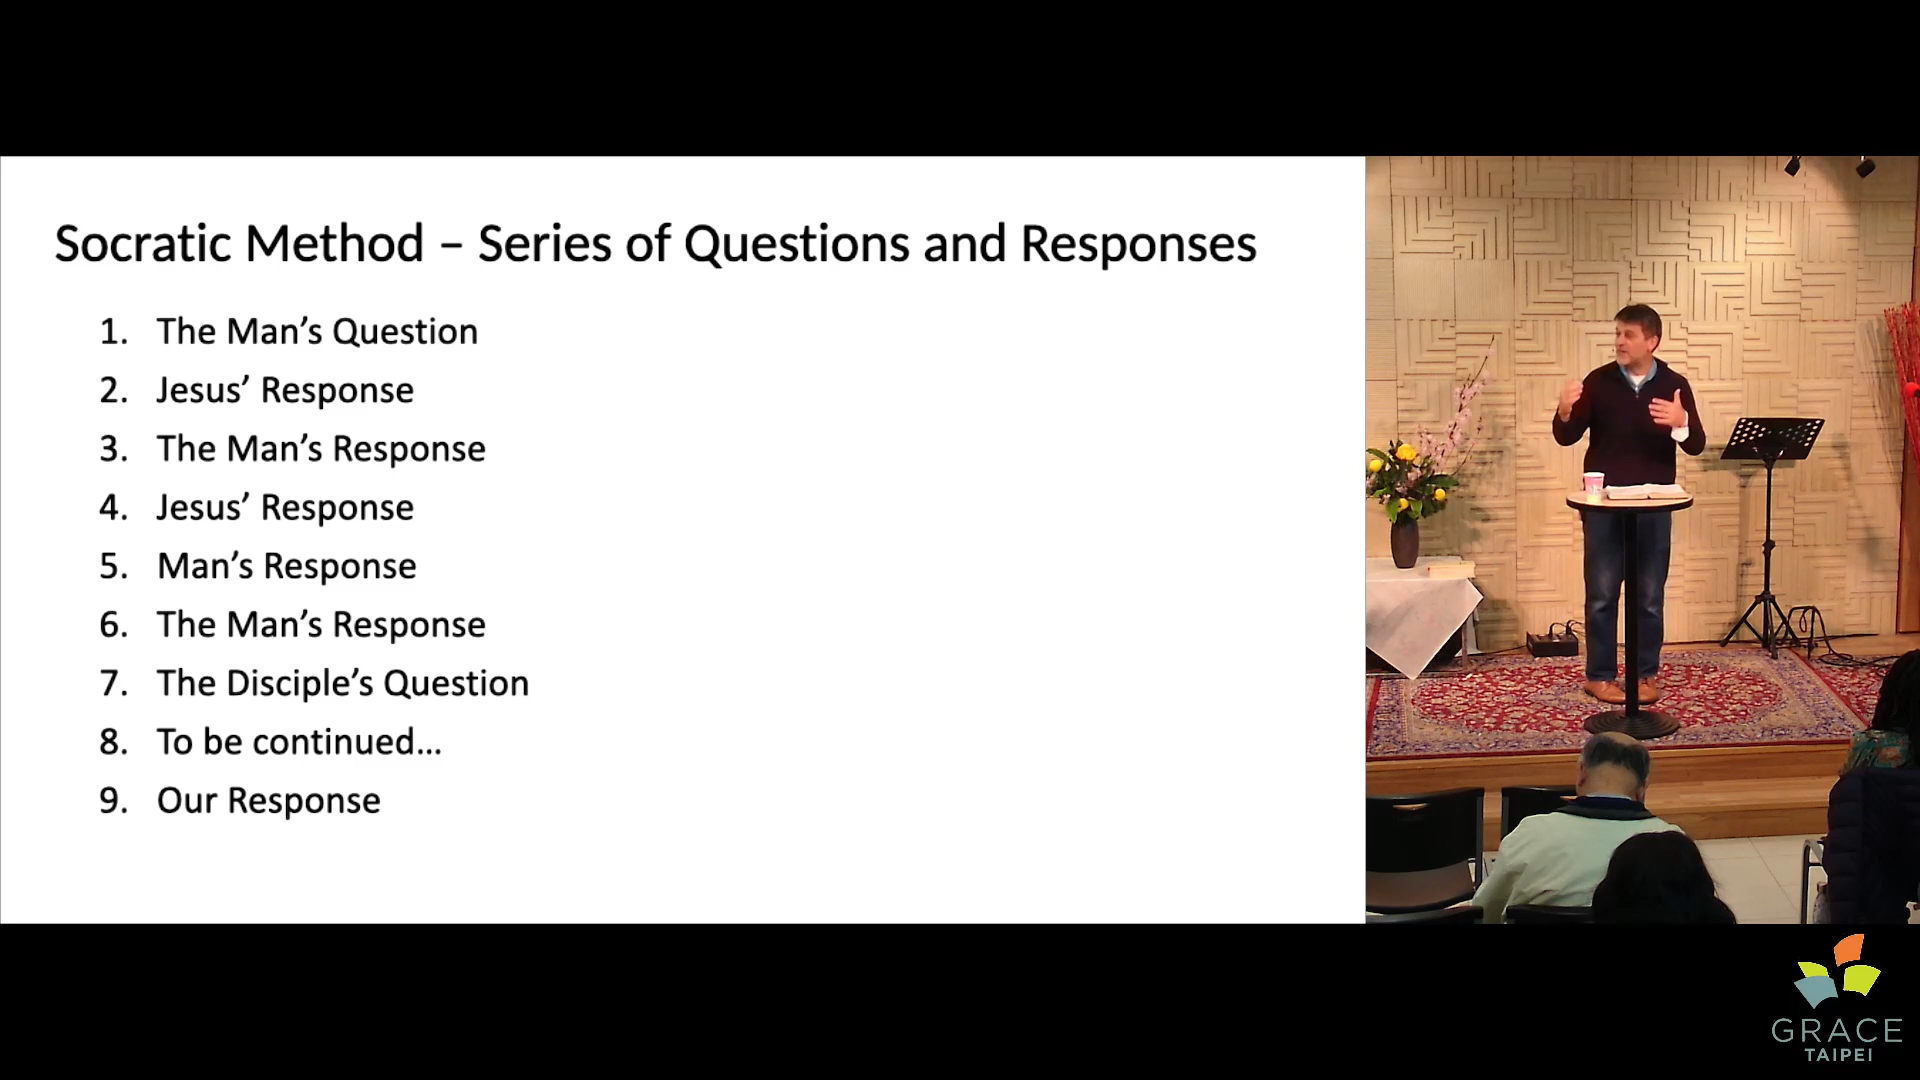 Socratic Method – Series of Questions and Responses
1. The Man’s Question
2. Jesus’ Response
3. The Man’s Response
4. Jesus’ Response
5. Man’s Response
6. The Man’s Response
7. The Disciple’s Question
8. To be continued…
9. Our Response
GRACE
TAIPEI